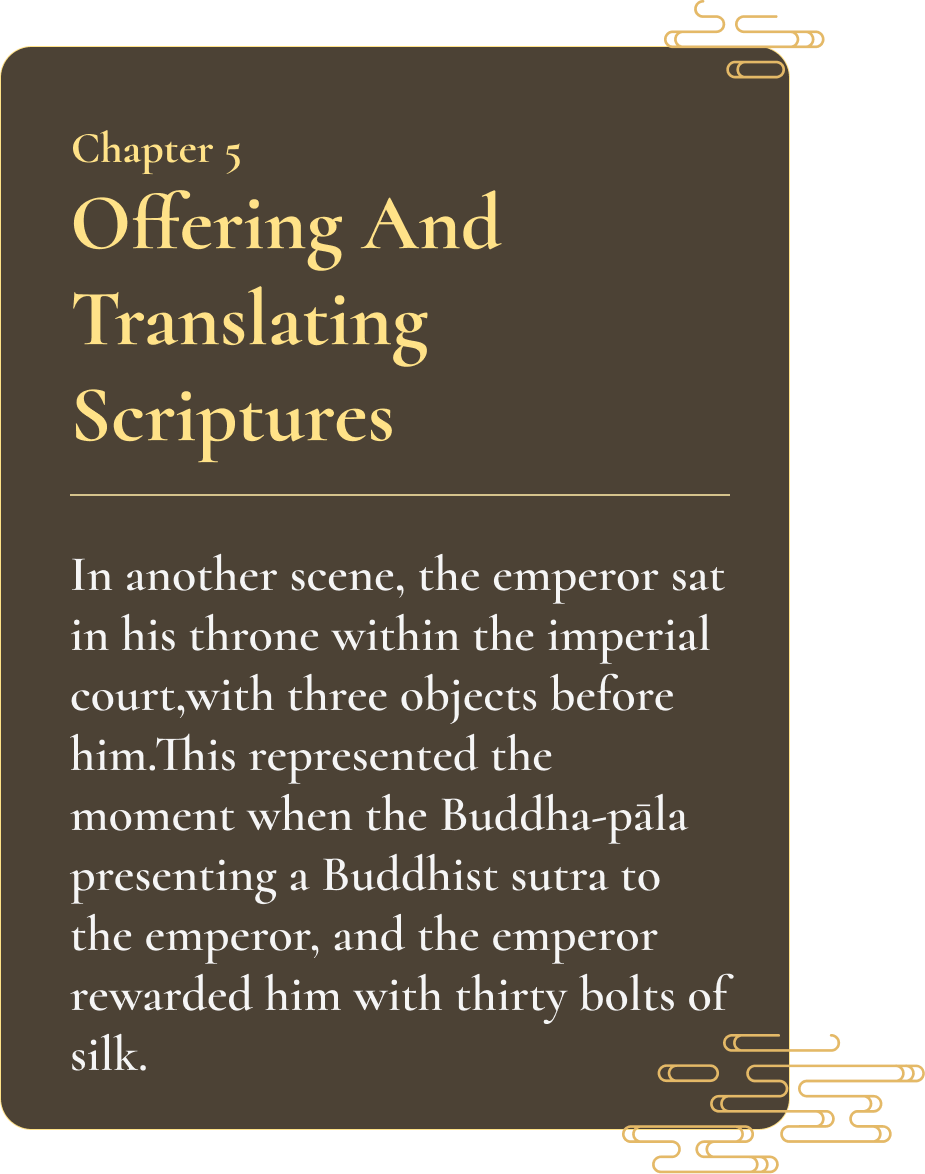 Chapter 5
Offering And
Translating
Scriptures
In another scene, the emperor sat
in his throne within the imperial
court,with three objects before
him.This represented the
moment when the Buddha-pāla
presenting a Buddhist sutra to
the emperor, and the emperor
rewarded him with thirty bolts of
silk.